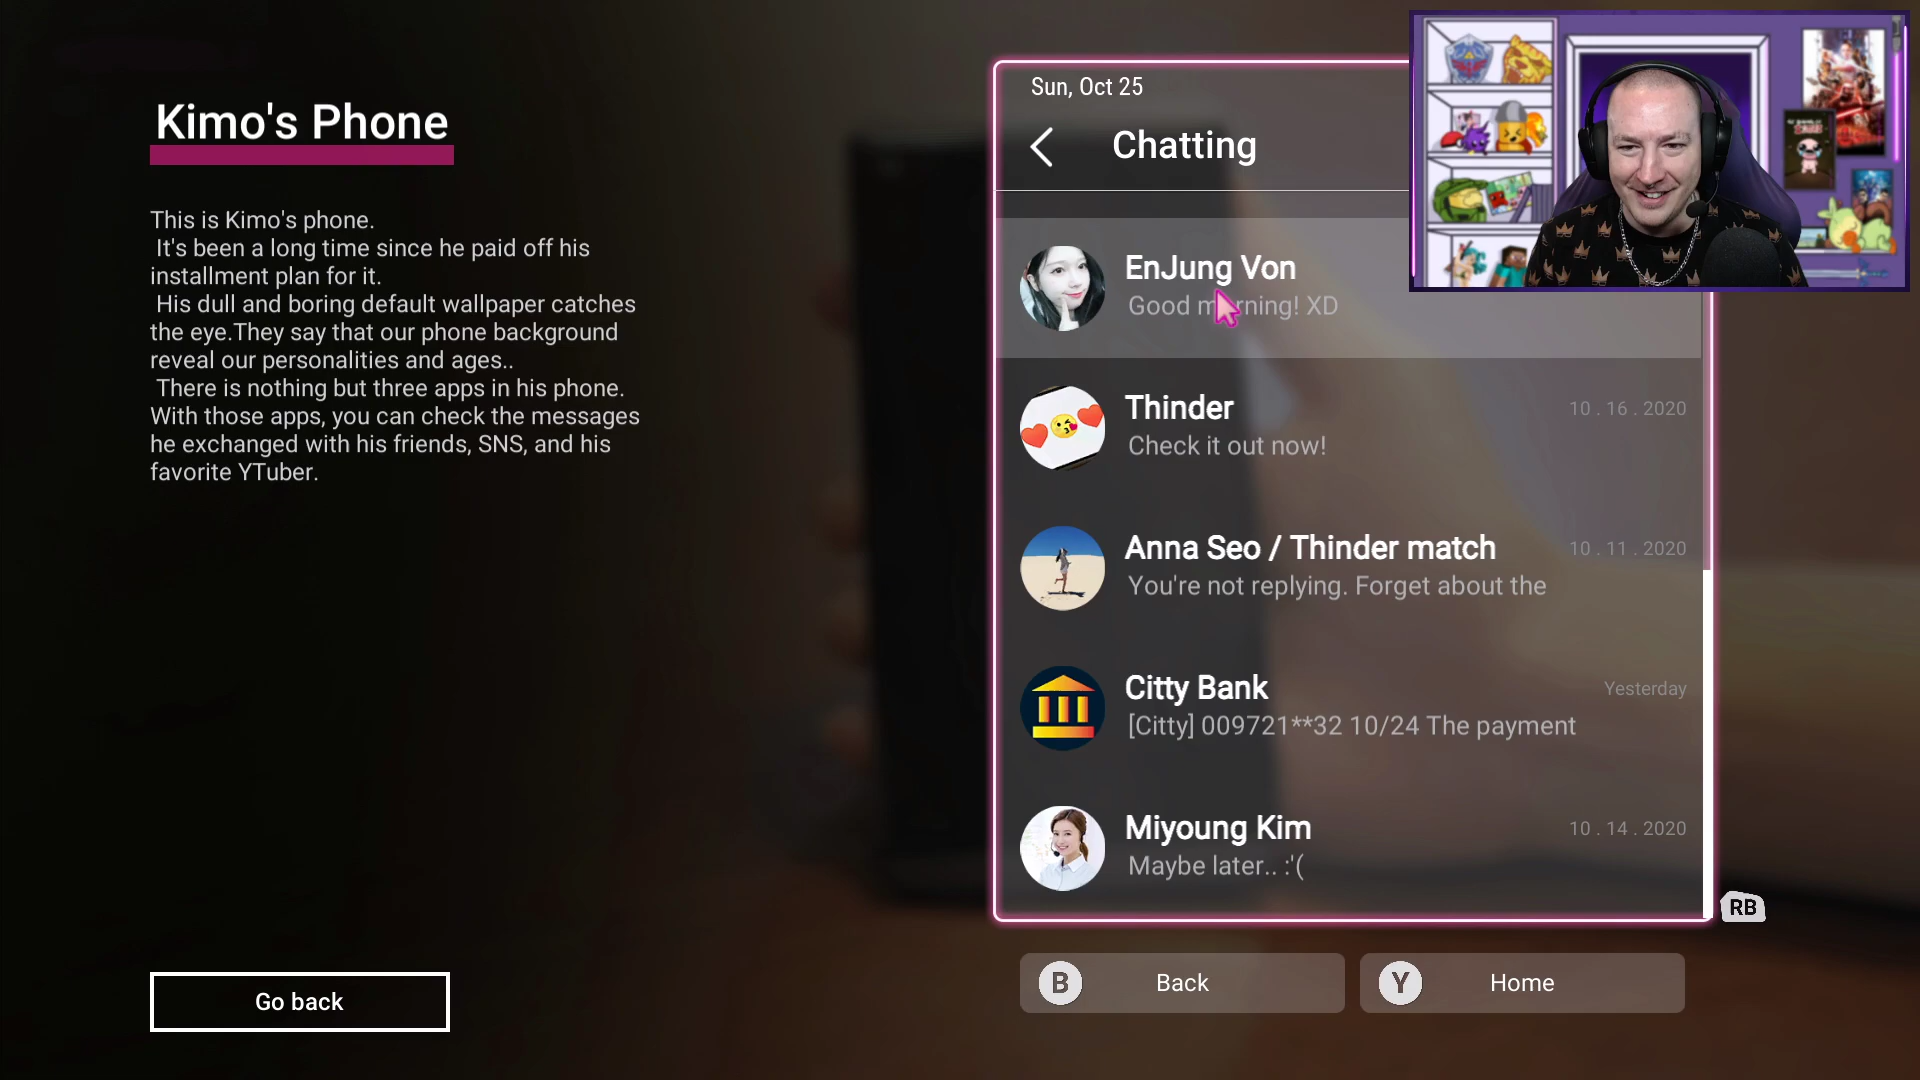 Kimo's Phone
This is Kimo's phone.
It's been a long time since he paid off his
installment plan for it.
His dull and boring default wallpaper catches
the eye.They say that our phone background
reveal our personalities and ages..
There is nothing but three apps in his phone.
With those apps, you can check the messages
he exchanged with his friends, SNS, and his
favorite YTuber.
Go back
Sun, Oct 25
Chatting
EnJung Von
Good morning! XD
Thinder
10 . 16 . 2020
Check it out now!
Anna Seo / Thinder match
10 . 11 . 2020
You're not replying. Forget about the
Citty Bank
Yesterday
[Citty] 009721**32 10/24 The payment
Miyoung Kim
10 . 14 . 2020
Maybe later.. :'(
RB
B Back
Y Home